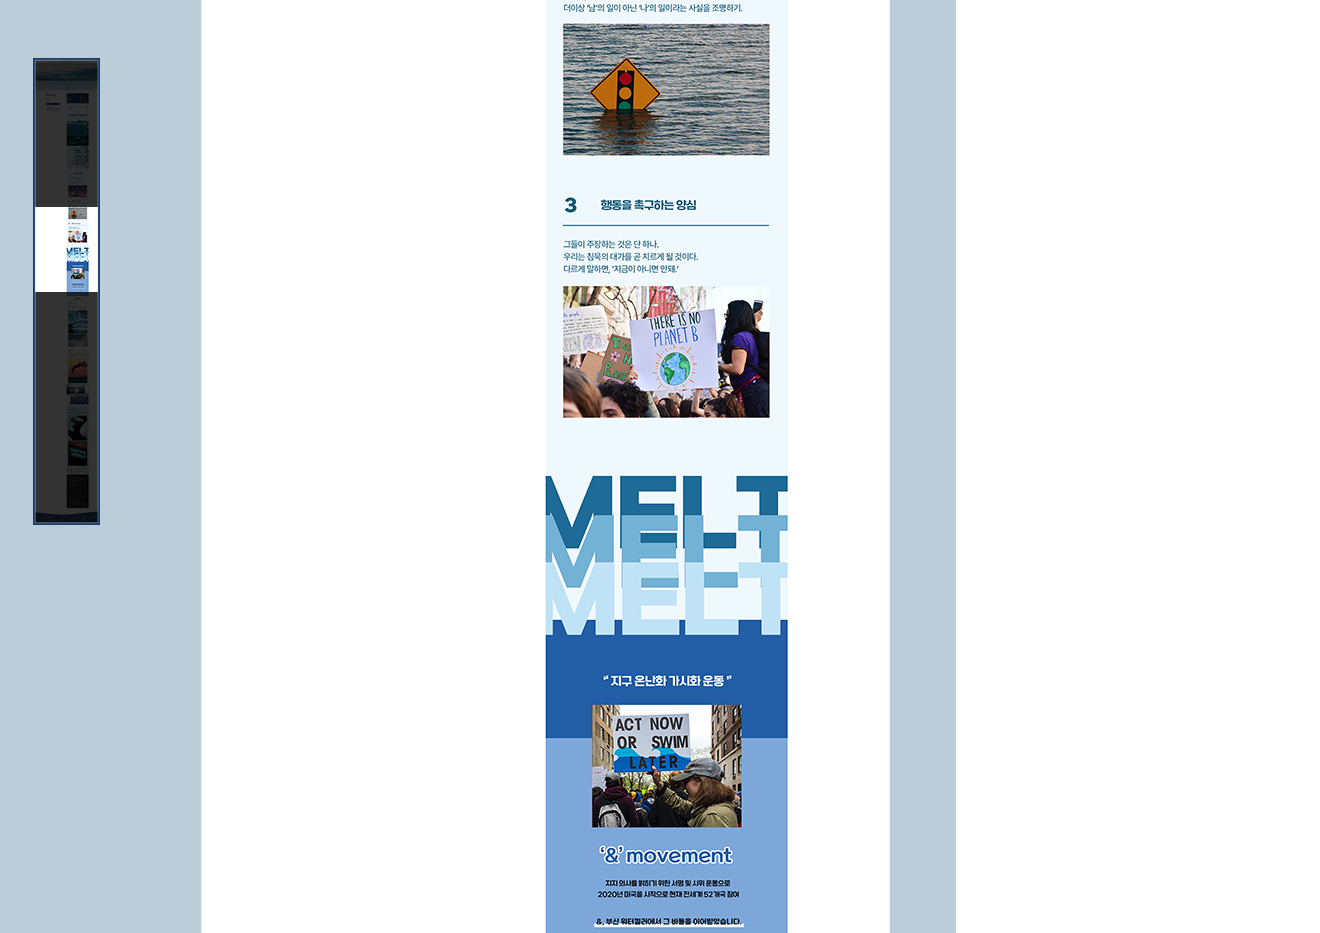 더이상 '남'의 일이 아닌 '나'의 일이라는 사실을 조명하기.
3 행동을 촉구하는 양심
그들이 주장하는 것은 단 하나.
우리는 침묵의 대가를 곧 치르게 될 것이다.
다르게 말하면, '지금이 아니면 안돼.'
THERE IS NO
PLANET B
MELT
MELT
MELT
“ 지구 온난화 가시화 운동 ”
ACT NOW
OR SWIM
LATER
‘&’ movement
지지 의사를 밝히기 위한 서명 및 시위 운동으로
2020년 미국을 시작으로 현재 전세계 52개국 참여
&, 부산 워터컬러에서 그 바통을 이어받았습니다.